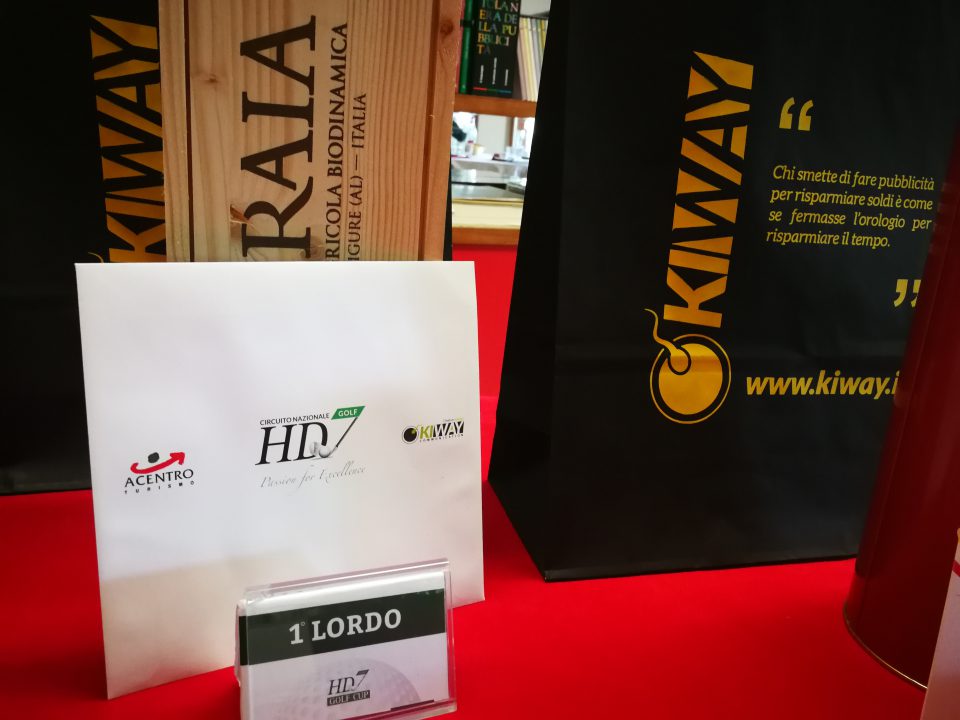 KIWAY
RAIA
RICOLA BIODINAMICA
IGURE (AL) — ITALIA
KIWAY
“
Chi smette di fare pubblicità
per risparmiare soldi è come
se fermasse l'orologio per
risparmiare il tempo.
”
www.kiway.i
ACENTRO
TURISMO
CIRCUITO NAZIONALE GOLF
HD
Passion for Excellence
KIWAY
COMMUNICATION
1° LORDO
HD
GOLF CUP